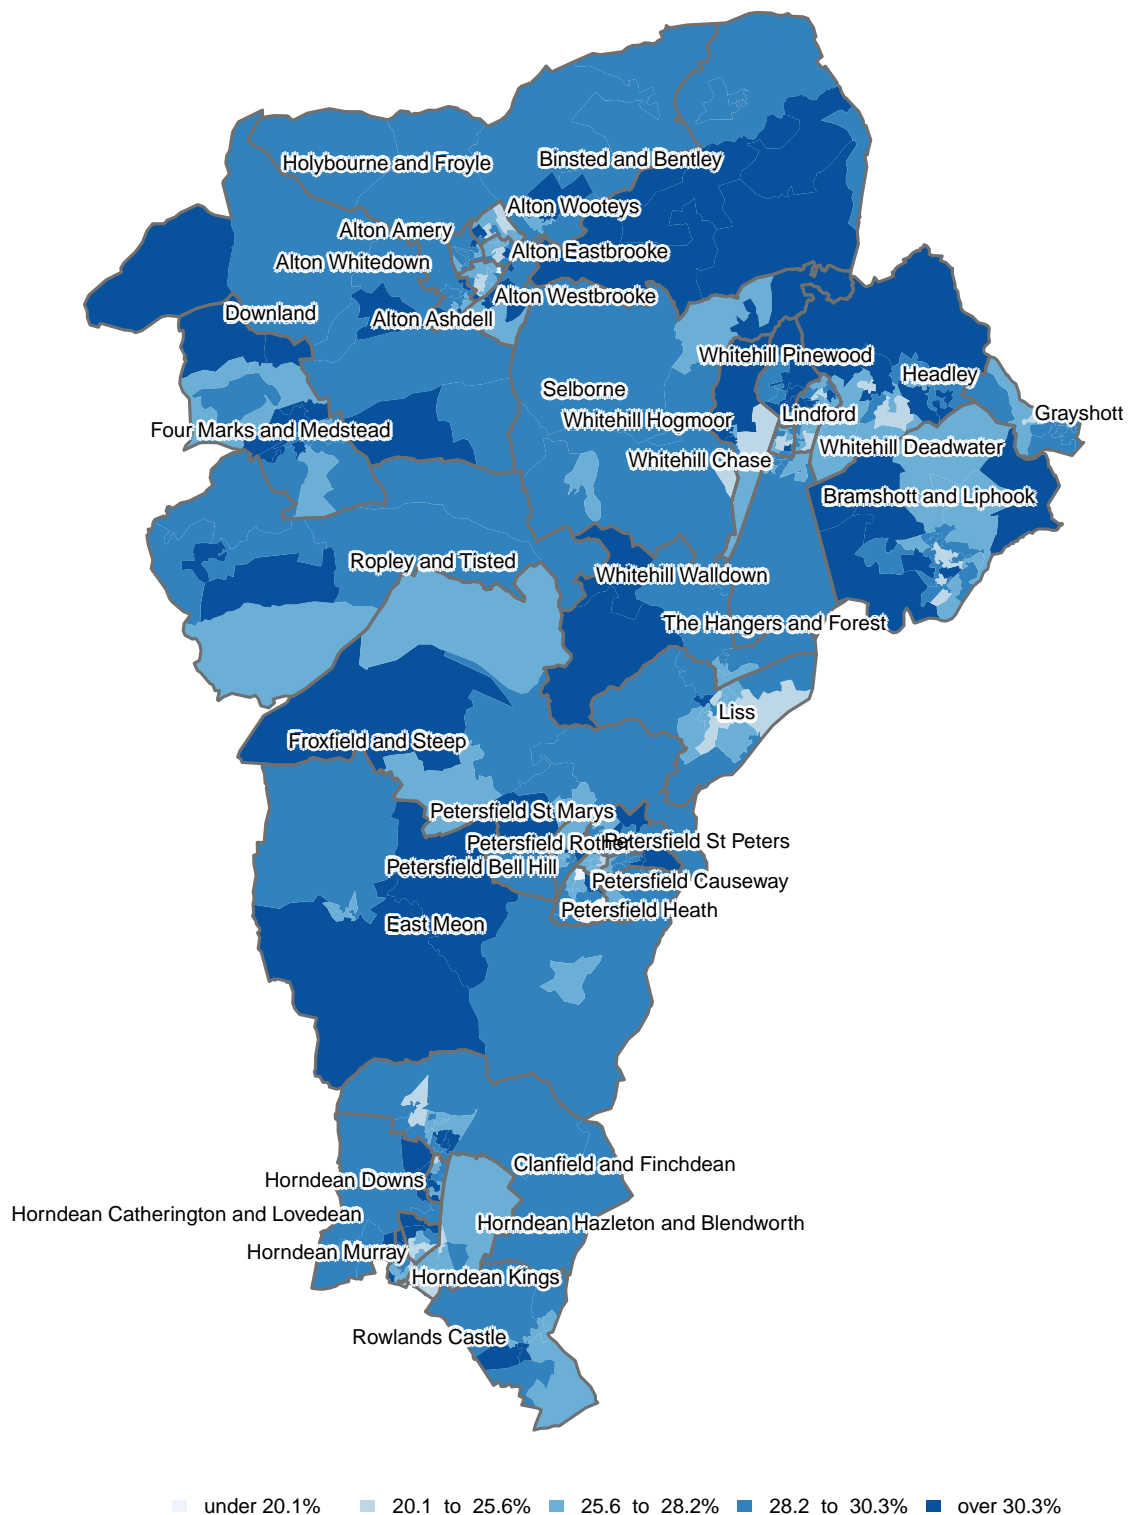 Holybourne and Froyle
Binsted and Bentley
Alton Wooteys
Alton Amery
Alton Eastbrooke
Alton Whitedown
Alton Westbrooke
Downland
Alton Ashdell
Whitehill Pinewood
Headley
Selborne
Grayshott
Lindford
Whitehill Hogmoor
Four Marks and Medstead
Whitehill Deadwater
Whitehill Chase
Bramshott and Liphook
Ropley and Tisted
Whitehill Walldown
The Hangers and Forest
Liss
Froxfield and Steep
Petersfield St Marys
Petersfield Rother
Petersfield St Peters
Petersfield Bell Hill
Petersfield Causeway
Petersfield Heath
East Meon
Clanfield and Finchdean
Horndean Downs
Horndean Catherington and Lovedean
Horndean Hazleton and Blendworth
Horndean Murray
Horndean Kings
Rowlands Castle
under 20.1% 20.1 to 25.6% 25.6 to 28.2% 28.2 to 30.3% over 30.3%